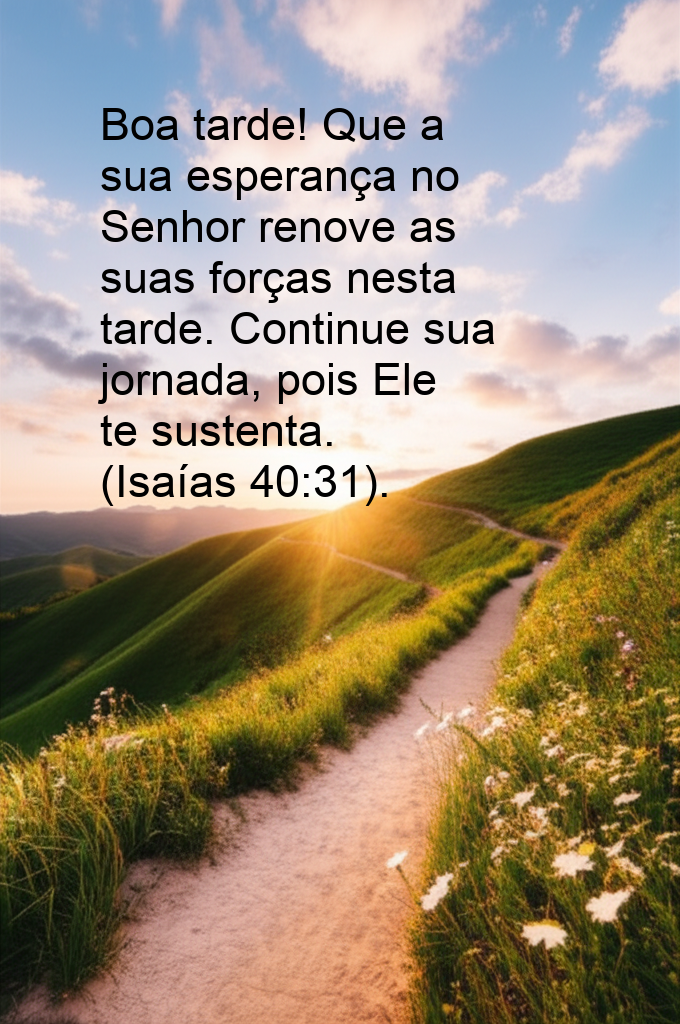 Boa tarde! Que a
sua esperança no
Senhor renove as
suas forças nesta
tarde. Continue sua
jornada, pois Ele
te sustenta.
(Isaías 40:31).